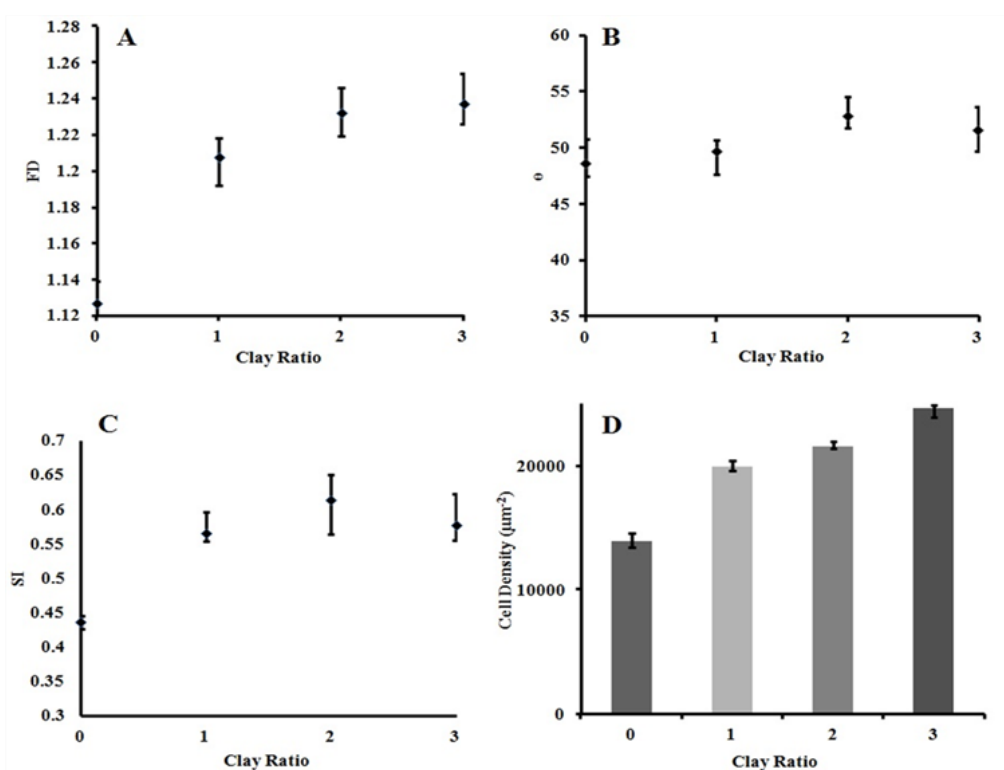 A
1.28
1.26
1.24
1.22
1.2
1.18
1.16
1.14
1.12
FD
0 1 2 3
Clay Ratio
B
60
55
50
45
40
35
0 1 2 3
Clay Ratio
C
0.7
0.65
0.6
0.55
0.5
0.45
0.4
0.35
0.3
SI
0 1 2 3
Clay Ratio
D
20000
10000
0
Cell Density (µm⁻²)
0 1 2 3
Clay Ratio